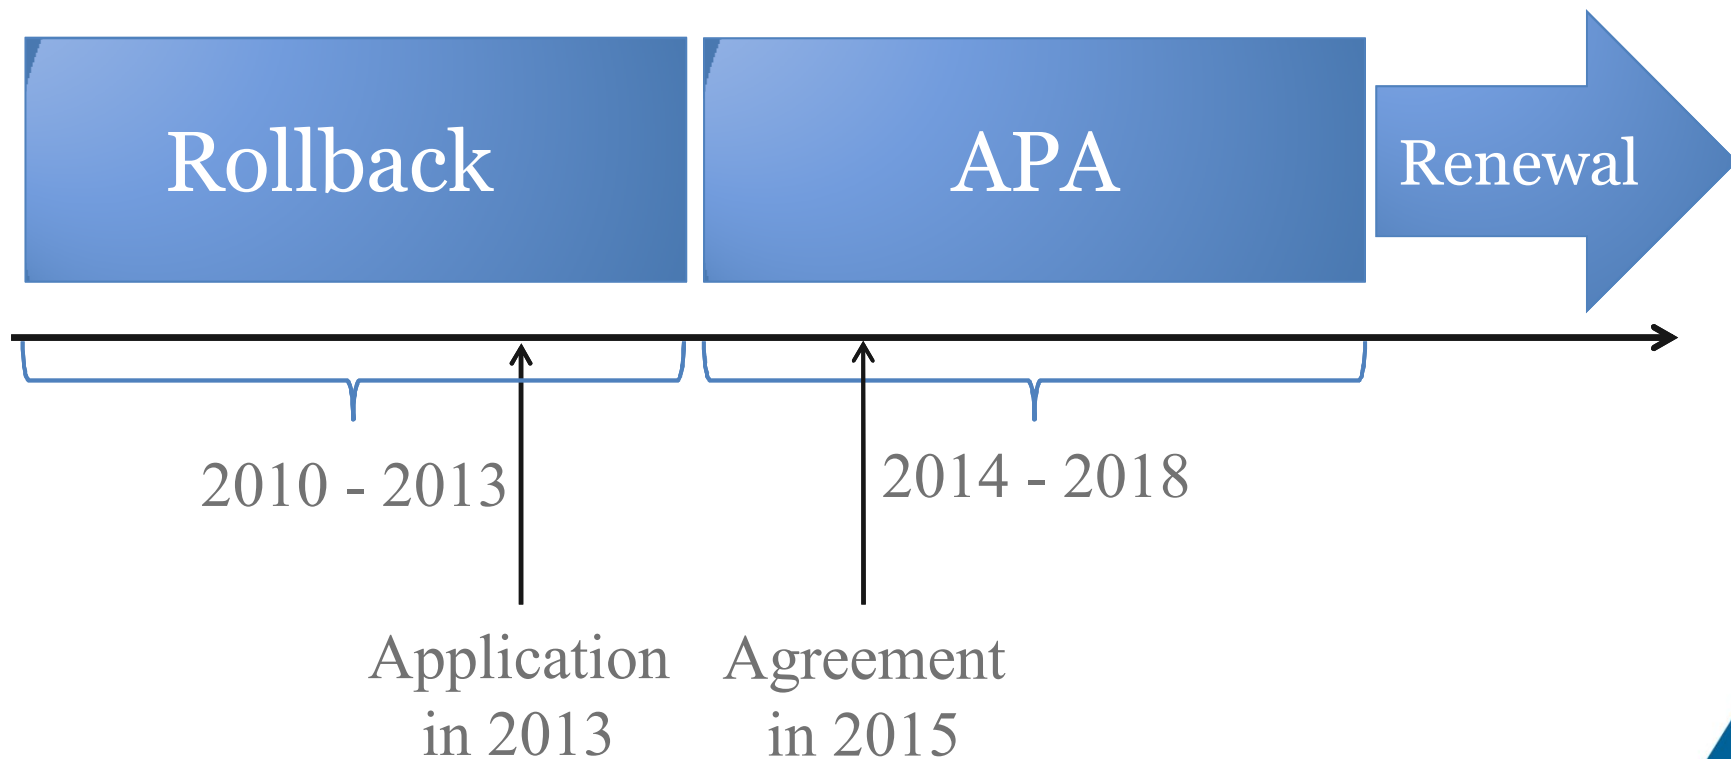 Rollback
APA
Renewal
2010 - 2013
2014 - 2018
Application
in 2013
Agreement
in 2015